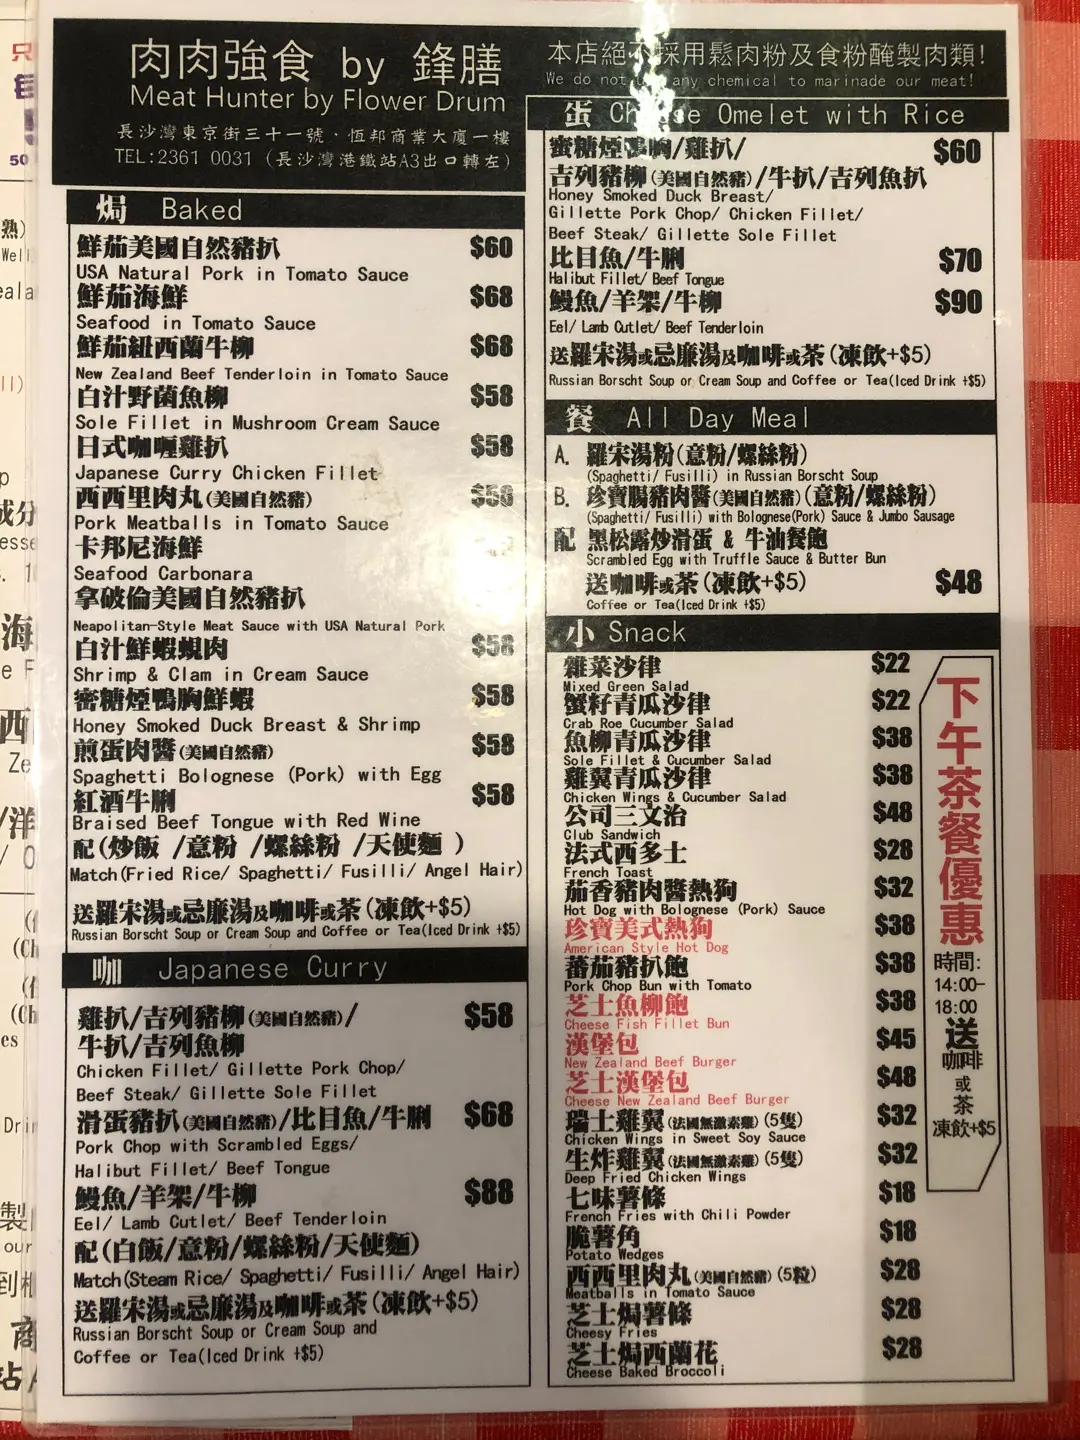 肉肉強食 by 鋒膳
Meat Hunter by Flower Drum
長沙灣東京街三十一號·恆邦商業大廈一樓
TEL:2361 0031 (長沙灣港鐵站A3出口轉左)
焗 Baked
鮮茄美國自然豬扒 $60
USA Natural Pork in Tomato Sauce
鮮茄海鮮 $68
Seafood in Tomato Sauce
鮮茄紐西蘭牛柳 $68
New Zealand Beef Tenderloin in Tomato Sauce
白汁野菌魚柳 $58
Sole Fillet in Mushroom Cream Sauce
日式咖喱雞扒 $58
Japanese Curry Chicken Fillet
西西里肉丸(美國自然豬) $58
Pork Meatballs in Tomato Sauce
卡邦尼海鮮
Seafood Carbonara
拿破倫美國自然豬扒
Neapolitan-Style Meat Sauce with USA Natural Pork
白汁鮮蝦蜆肉 $58
Shrimp & Clam in Cream Sauce
密糖煙鴨胸鮮蝦 $58
Honey Smoked Duck Breast & Shrimp
煎蛋肉醬(美國自然豬) $58
Spaghetti Bolognese (Pork) with Egg
紅酒牛脷 $58
Braised Beef Tongue with Red Wine
配(炒飯 /意粉 /螺絲粉 /天使麵 )
Match(Fried Rice/ Spaghetti/ Fusilli/ Angel Hair)
送羅宋湯或忌廉湯及咖啡或茶(凍飲+$5)
Russian Borscht Soup or Cream Soup and Coffee or Tea(Iced Drink +$5)
咖 Japanese Curry
雞扒/吉列豬柳(美國自然豬)/ $58
牛扒/吉列魚柳
Chicken Fillet/ Gillette Pork Chop/
Beef Steak/ Gillette Sole Fillet
滑蛋豬扒(美國自然豬)/比目魚/牛脷 $68
Pork Chop with Scrambled Eggs/
Halibut Fillet/ Beef Tongue
鰻魚/羊架/牛柳 $88
Eel/ Lamb Cutlet/ Beef Tenderloin
配(白飯/意粉/螺絲粉/天使麵)
Match(Steam Rice/ Spaghetti/ Fusilli/ Angel Hair)
送羅宋湯或忌廉湯及咖啡或茶(凍飲+$5)
Russian Borscht Soup or Cream Soup and
Coffee or Tea(Iced Drink +$5)
本店絕不採用鬆肉粉及食粉醃製肉類!
We do not any chemical to marinade our meat!
蛋 Omelet with Rice
蜜糖煙鴨胸/雞扒/ $60
吉列豬柳(美國自然豬)/牛扒/吉列魚扒
Honey Smoked Duck Breast/
Gillette Pork Chop/ Chicken Fillet/
Beef Steak/ Gillette Sole Fillet
比目魚/牛脷 $70
Halibut Fillet/ Beef Tongue
鰻魚/羊架/牛柳 $90
Eel/ Lamb Cutlet/ Beef Tenderloin
送羅宋湯或忌廉湯及咖啡或茶(凍飲+$5)
Russian Borscht Soup or Cream Soup and Coffee or Tea(Iced Drink +$5)
餐 All Day Meal
A. 羅宋湯粉(意粉/螺絲粉)
(Spaghetti/ Fusilli) in Russian Borscht Soup
B. 珍寶腸豬肉醬(美國自然豬)(意粉/螺絲粉)
(Spaghetti/ Fusilli) with Bolognese(Pork) Sauce & Jumbo Sausage
配 黑松露炒滑蛋 & 牛油餐飽
Scrambled Egg with Truffle Sauce & Butter Bun
送咖啡或茶(凍飲+$5) $48
Coffee or Tea(Iced Drink +$5)
小 Snack
雜菜沙律 $22
Mixed Green Salad
蟹籽青瓜沙律 $22
Crab Roe Cucumber Salad
魚柳青瓜沙律 $38
Sole Fillet & Cucumber Salad
雞翼青瓜沙律 $38
Chicken Wings & Cucumber Salad
公司三文治 $48
Club Sandwich
法式西多士 $28
French Toast
茄香豬肉醬熱狗 $32
Hot Dog with Bolognese (Pork) Sauce
珍寶美式熱狗 $38
American Style Hot Dog
蕃茄豬扒飽 $38
Pork Chop Bun with Tomato
芝士魚柳飽 $38
Cheese Fish Fillet Bun
漢堡包 $45
New Zealand Beef Burger
芝士漢堡包 $48
Cheese New Zealand Beef Burger
瑞士雞翼(法國無激素雞)(5隻) $32
Chicken Wings in Sweet Soy Sauce
生炸雞翼(法國無激素雞)(5隻) $32
Deep Fried Chicken Wings
七味薯條 $18
French Fries with Chili Powder
脆薯角 $18
Potato Wedges
西西里肉丸(美國自然豬)(5粒) $28
Meatballs in Tomato Sauce
芝士焗薯條 $28
Cheesy Fries
芝士焗西蘭花 $28
Cheese Baked Broccoli
下午茶餐優惠
時間:
14:00-
18:00
送
咖啡
或
茶
凍飲+$5